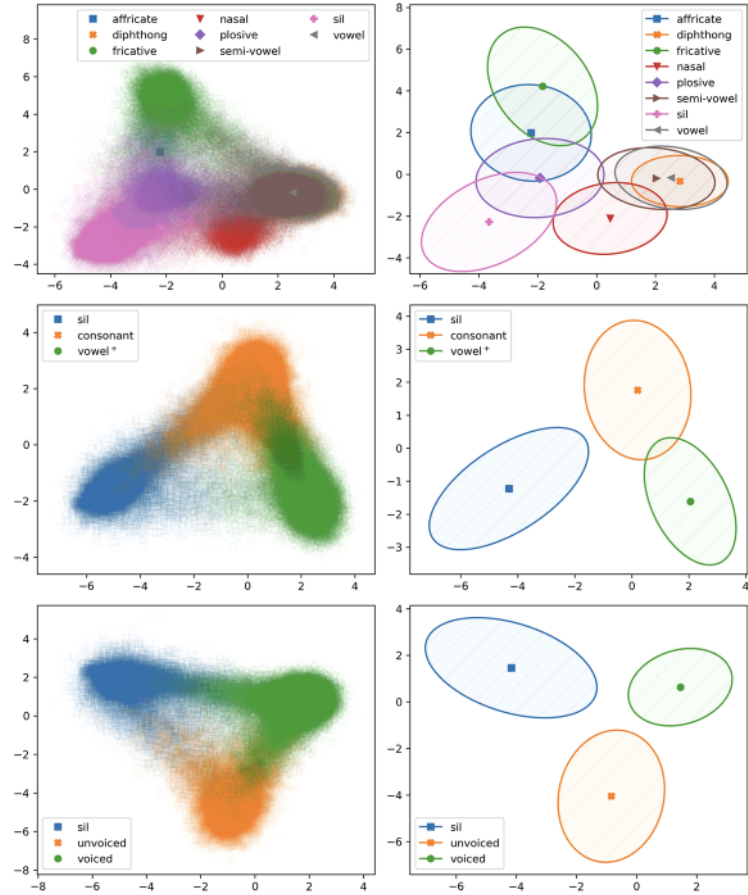 affricate
diphthong
fricative
nasal
plosive
semi-vowel
sil
vowel
8
6
4
2
0
−2
−4
−6 −4 −2 0 2 4
affricate
diphthong
fricative
nasal
plosive
semi-vowel
sil
vowel
8
6
4
2
0
−2
−4
−6 −4 −2 0 2 4
sil
consonant
vowel+
4
2
0
−2
−4
−6 −4 −2 0 2 4
sil
consonant
vowel+
4
3
2
1
0
−1
−2
−3
−6 −4 −2 0 2 4
4
2
0
−2
−4
−6
−8
sil
unvoiced
voiced
−8 −6 −4 −2 0 2 4
4
2
0
−2
−4
−6
sil
unvoiced
voiced
−6 −4 −2 0 2